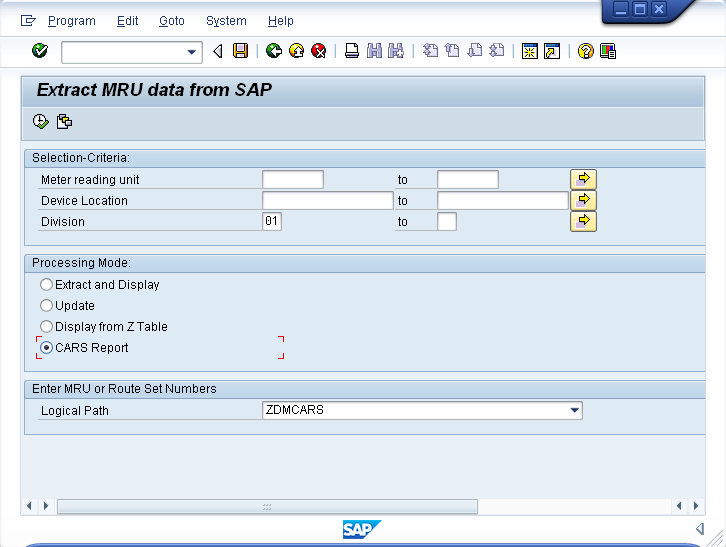 Program Edit Goto System Help
Extract MRU data from SAP
Selection-Criteria:
Meter reading unit to
Device Location to
Division 01 to
Processing Mode:
Extract and Display
Update
Display from Z Table
CARS Report
Enter MRU or Route Set Numbers
Logical Path ZDMCARS
SAP